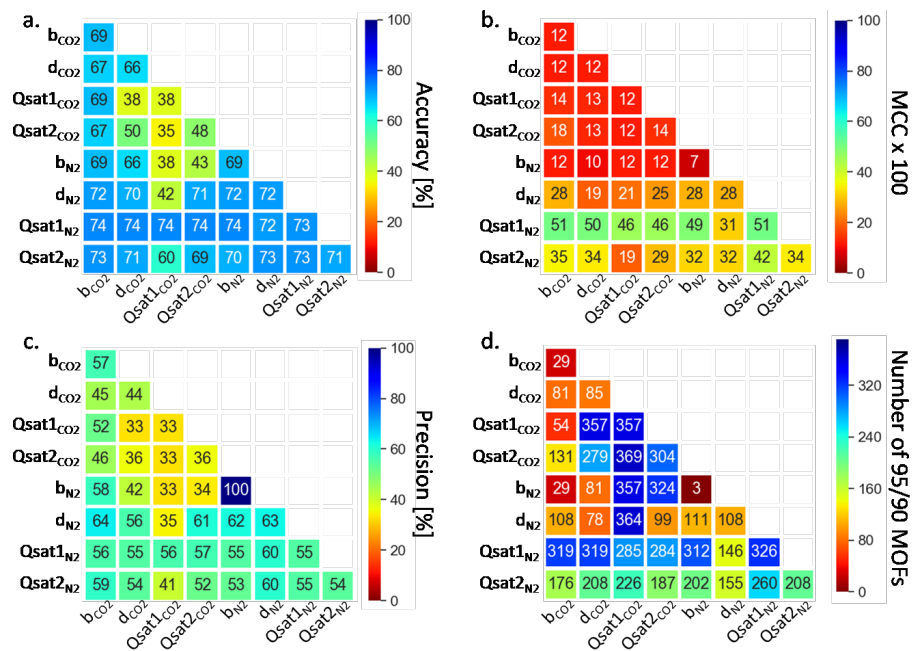 a.
b_CO2 69
d_CO2 67 66
Qsat1_CO2 69 38 38
Qsat2_CO2 67 50 35 48
b_N2 69 66 38 43 69
d_N2 72 70 42 71 72 72
Qsat1_N2 74 74 74 74 74 72 73
Qsat2_N2 73 71 60 69 70 73 73 71
b_CO2 d_CO2 Qsat1_CO2 Qsat2_CO2 b_N2 d_N2 Qsat1_N2 Qsat2_N2
100
80
60
40
20
0
Accuracy [%]
b.
b_CO2 12
d_CO2 12 12
Qsat1_CO2 14 13 12
Qsat2_CO2 18 13 12 14
b_N2 12 10 12 12 7
d_N2 28 19 21 25 28 28
Qsat1_N2 51 50 46 46 49 31 51
Qsat2_N2 35 34 19 29 32 32 42 34
b_CO2 d_CO2 Qsat1_CO2 Qsat2_CO2 b_N2 d_N2 Qsat1_N2 Qsat2_N2
100
80
60
40
20
0
MCC x 100
c.
b_CO2 57
d_CO2 45 44
Qsat1_CO2 52 33 33
Qsat2_CO2 46 36 33 36
b_N2 58 42 33 34 100
d_N2 64 56 35 61 62 63
Qsat1_N2 56 55 56 57 55 60 55
Qsat2_N2 59 54 41 52 53 60 55 54
b_CO2 d_CO2 Qsat1_CO2 Qsat2_CO2 b_N2 d_N2 Qsat1_N2 Qsat2_N2
100
80
60
40
20
0
Precision [%]
d.
b_CO2 29
d_CO2 81 85
Qsat1_CO2 54 357 357
Qsat2_CO2 131 279 369 304
b_N2 29 81 357 324 3
d_N2 108 78 364 99 111 108
Qsat1_N2 319 319 285 284 312 146 326
Qsat2_N2 176 208 226 187 202 155 260 208
b_CO2 d_CO2 Qsat1_CO2 Qsat2_CO2 b_N2 d_N2 Qsat1_N2 Qsat2_N2
320
240
160
80
0
Number of 95/90 MOFs